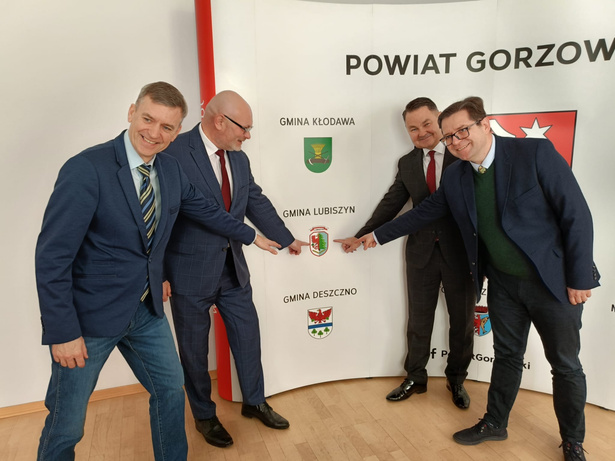 POWIAT GORZOW
GMINA KŁODAWA
GMINA LUBISZYN
GMINA DESZCZNO